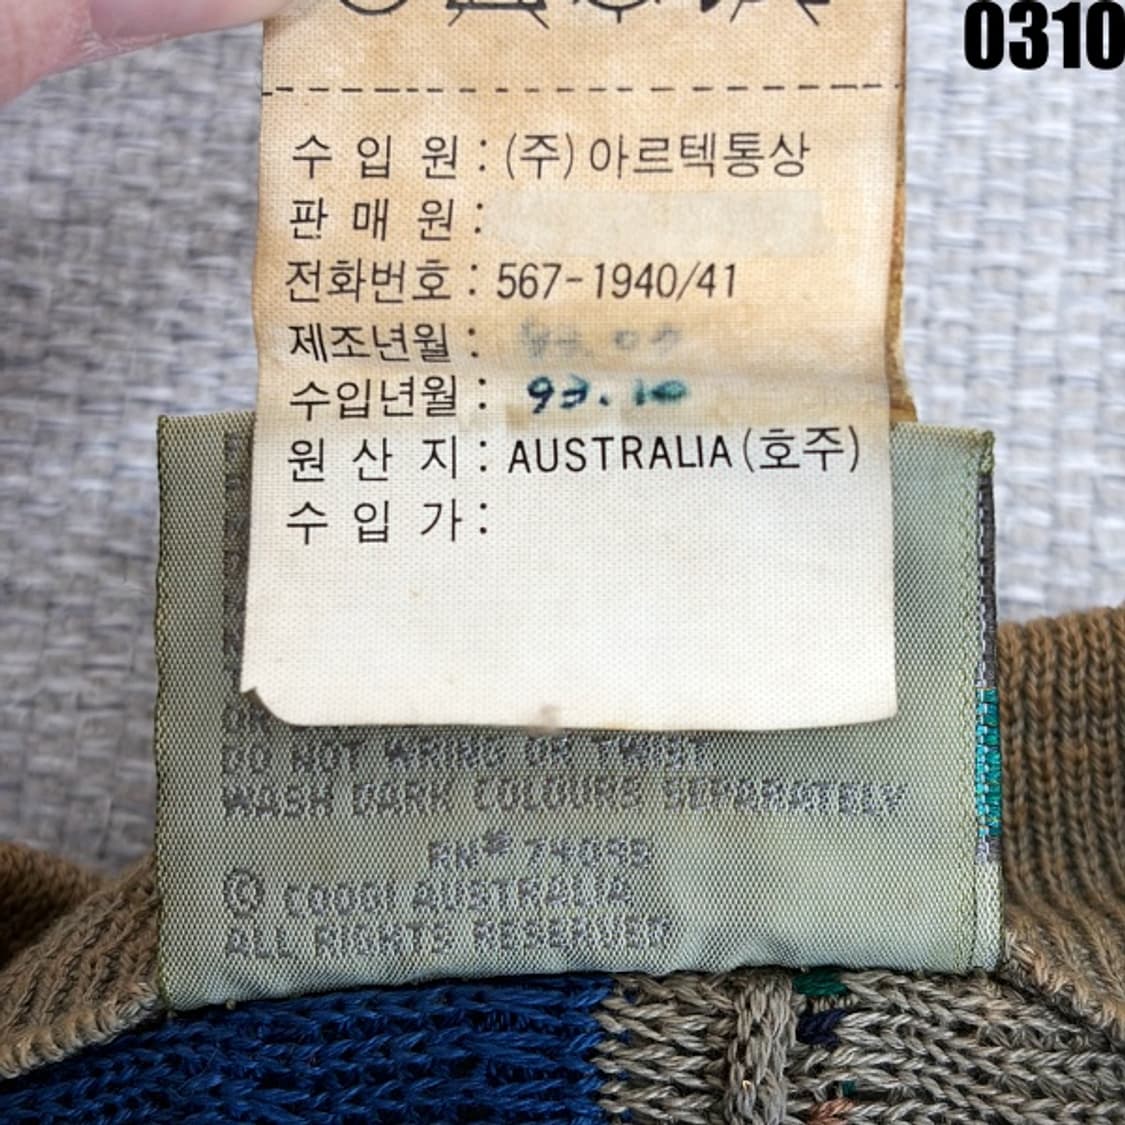 0310
수 입 원 : (주) 아르텍통상
판 매 원 :
전화번호 : 567-1940/41
제조년월 :
수입년월 : 93.10
원 산 지 : AUSTRALIA (호주)
수 입 가 :
DO NOT WRING OR TWIST
WASH DARK COLOURS SEPARATELY
RN# 74095
© COOGI AUSTRALIA
ALL RIGHTS RESERVED